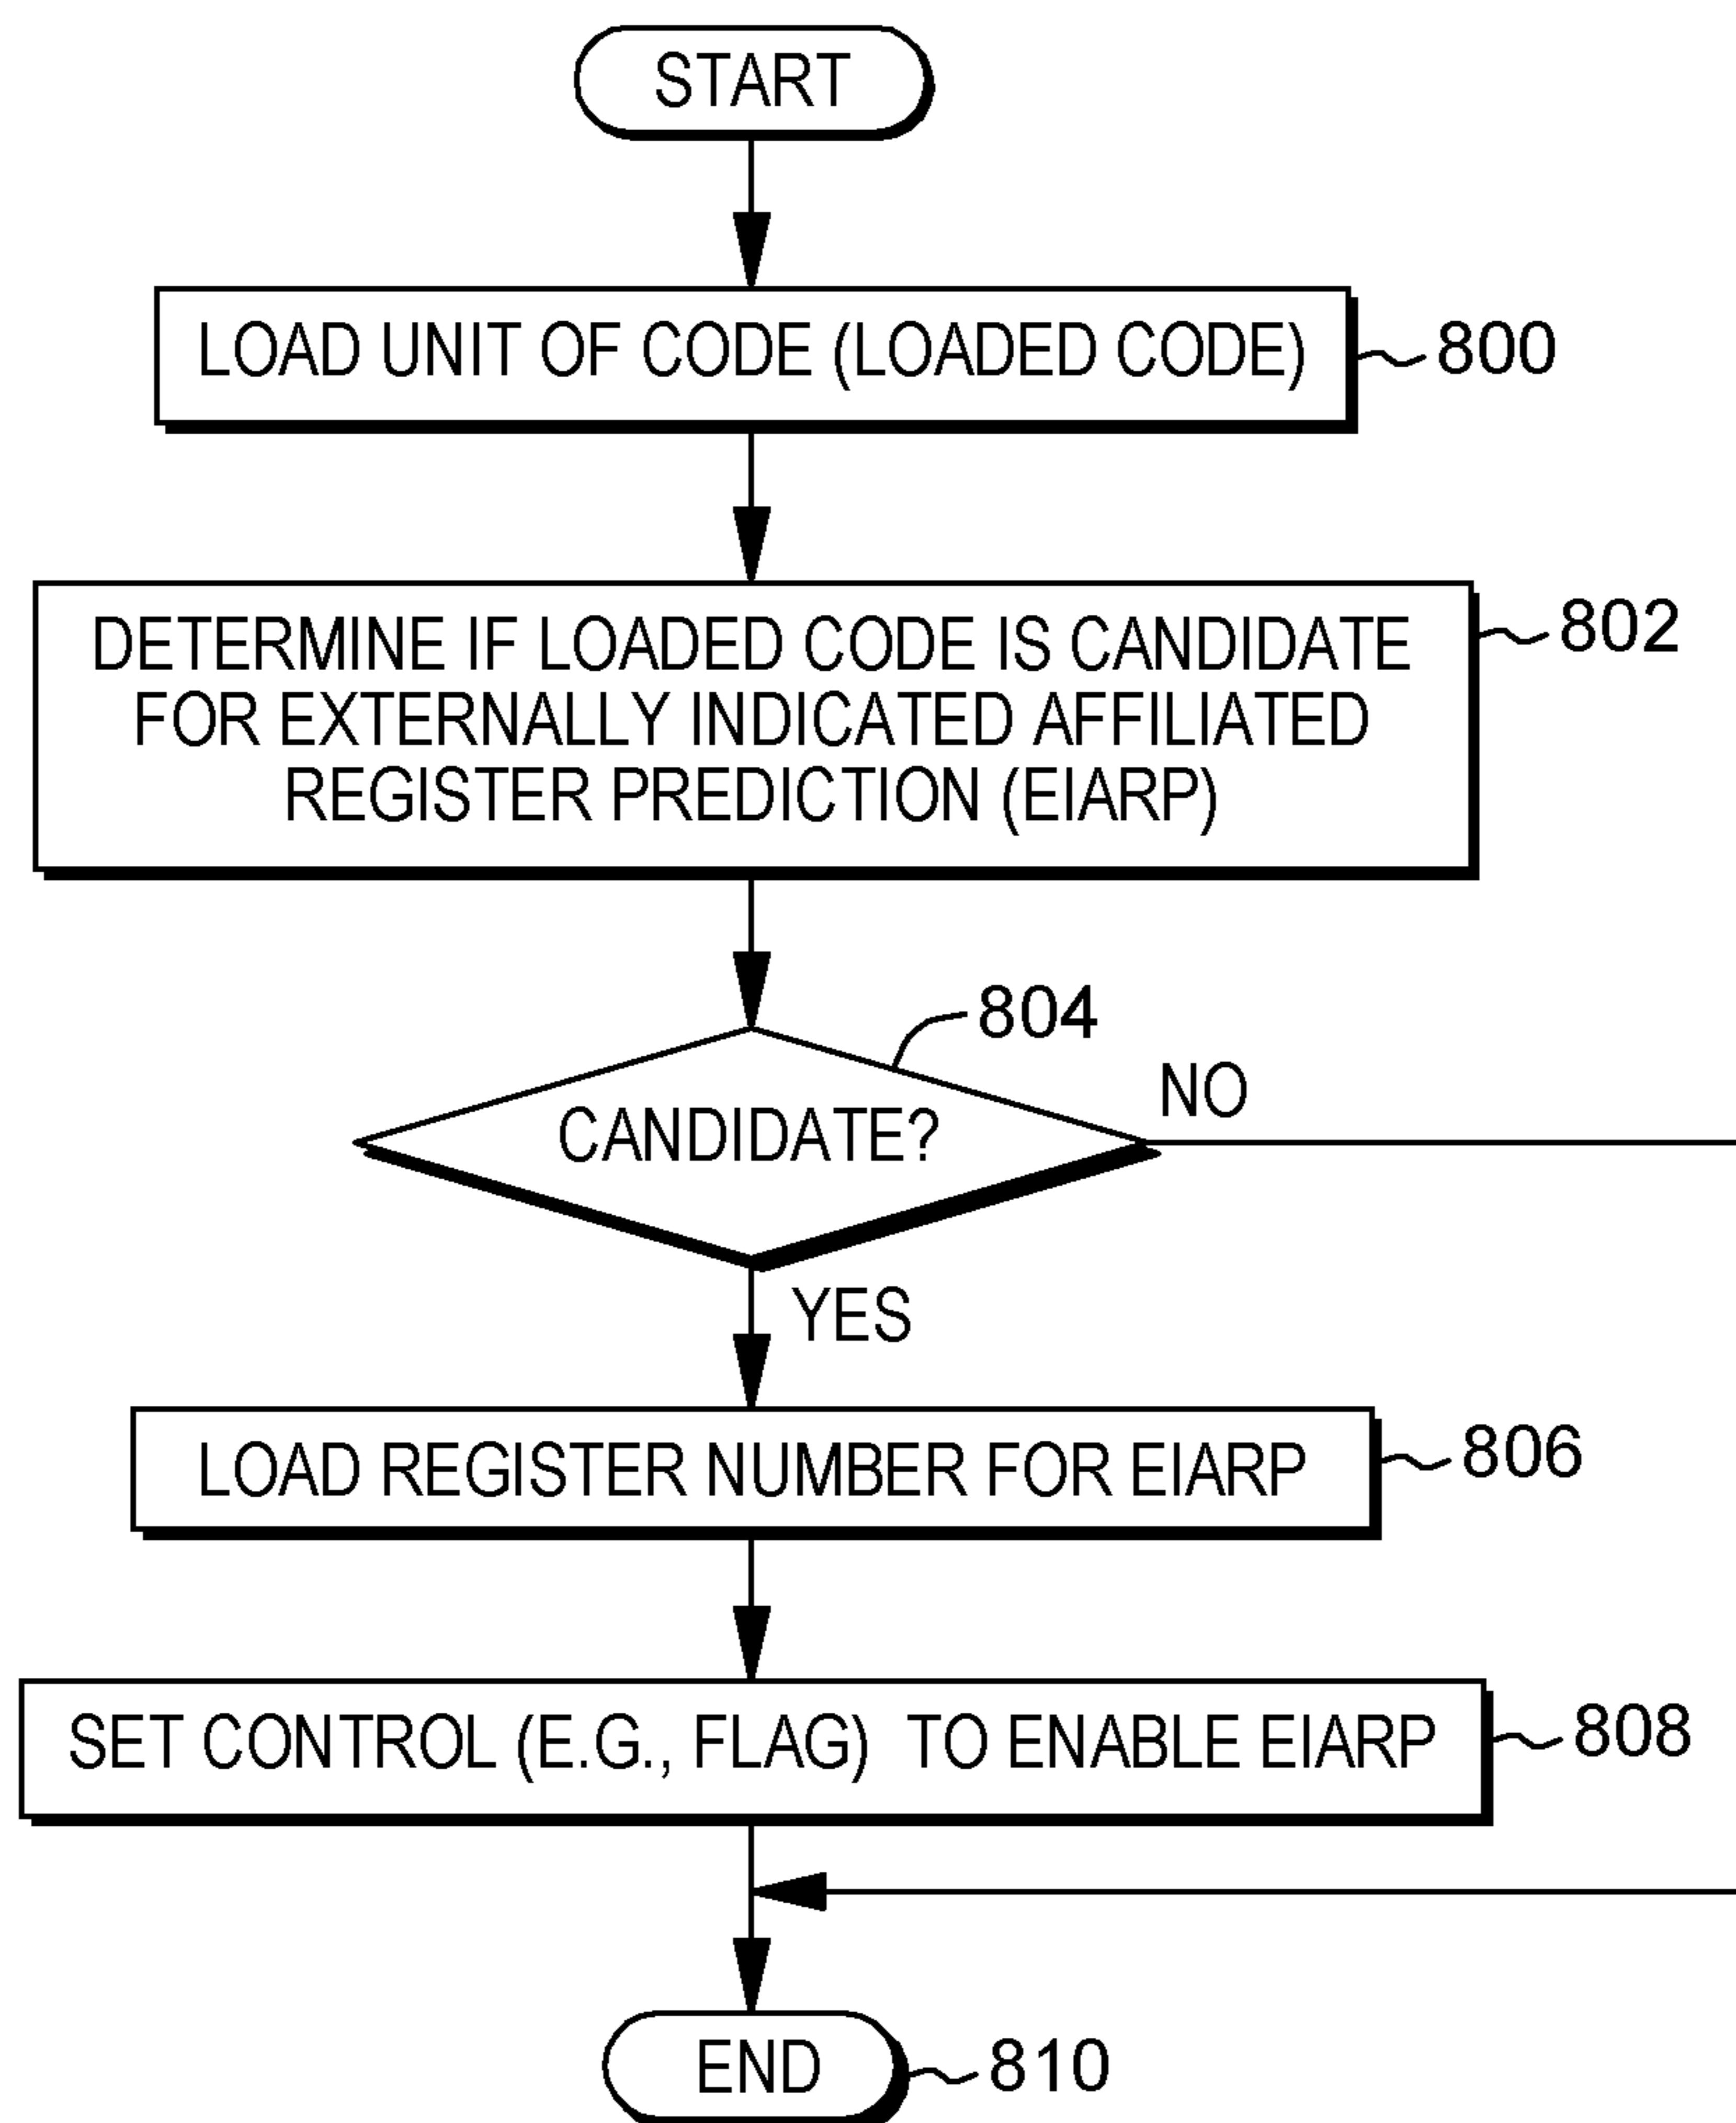 START
LOAD UNIT OF CODE (LOADED CODE)
800
DETERMINE IF LOADED CODE IS CANDIDATE
FOR EXTERNALLY INDICATED AFFILIATED
REGISTER PREDICTION (EIARP)
802
804
CANDIDATE?
NO
YES
LOAD REGISTER NUMBER FOR EIARP
806
SET CONTROL (E.G., FLAG) TO ENABLE EIARP
808
END
810